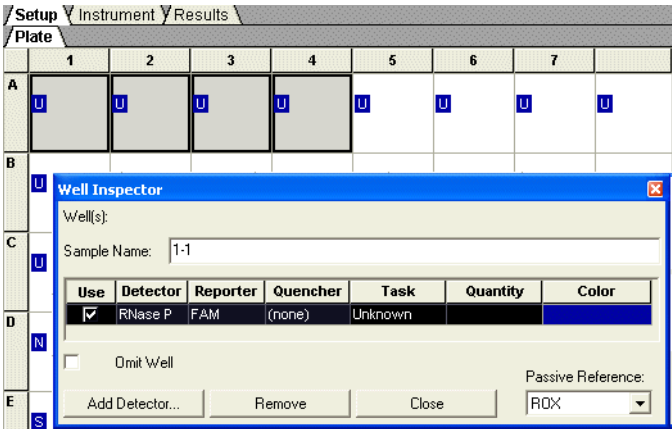 Setup Instrument Results
Plate
1 2 3 4 5 6 7
A
U U U U U U U U
B
U
Well Inspector
Well(s):
C
U
Sample Name: 1-1
Use Detector Reporter Quencher Task Quantity Color
RNase P FAM (none) Unknown
D
N
Omit Well
Passive Reference:
E
S
Add Detector... Remove Close ROX